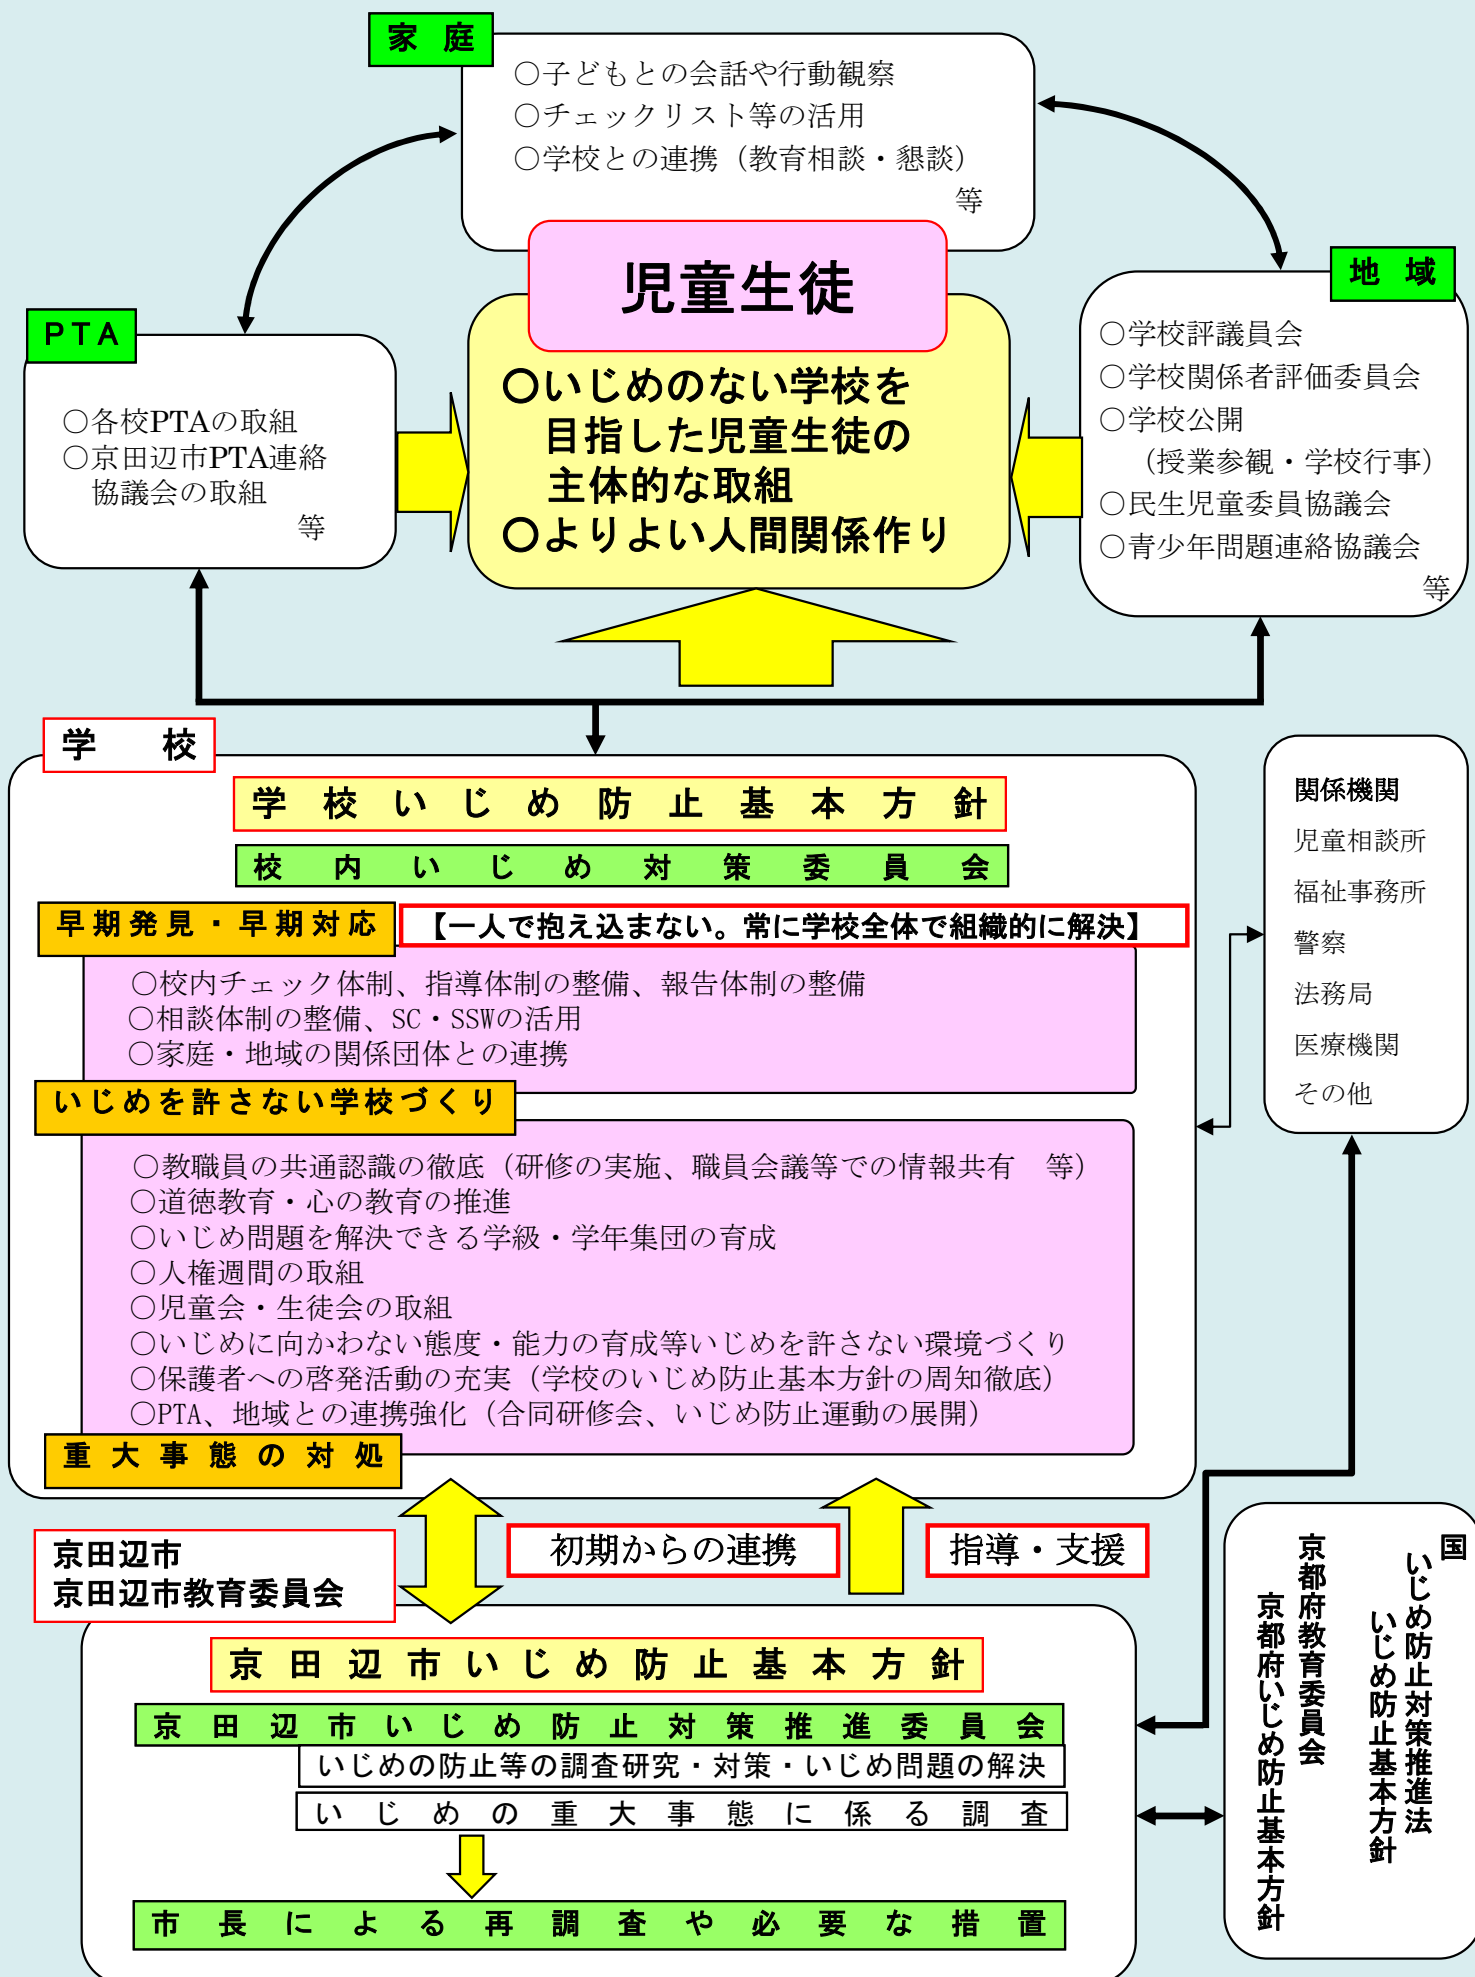 家庭
○子どもとの会話や行動観察
○チェックリスト等の活用
○学校との連携（教育相談・懇談）
等
児童生徒
○いじめのない学校を
目指した児童生徒の
主体的な取組
○よりよい人間関係作り
PTA
○各校PTAの取組
○京田辺市PTA連絡
協議会の取組
等
地域
○学校評議員会
○学校関係者評価委員会
○学校公開
（授業参観・学校行事）
○民生児童委員協議会
○青少年問題連絡協議会
等
学校
学校いじめ防止基本方針
校内いじめ対策委員会
早期発見・早期対応
【一人で抱え込まない。常に学校全体で組織的に解決】
○校内チェック体制、指導体制の整備、報告体制の整備
○相談体制の整備、SC・SSWの活用
○家庭・地域の関係団体との連携
いじめを許さない学校づくり
○教職員の共通認識の徹底（研修の実施、職員会議等での情報共有　等）
○道徳教育・心の教育の推進
○いじめ問題を解決できる学級・学年集団の育成
○人権週間の取組
○児童会・生徒会の取組
○いじめに向かわない態度・能力の育成等いじめを許さない環境づくり
○保護者への啓発活動の充実（学校のいじめ防止基本方針の周知徹底）
○PTA、地域との連携強化（合同研修会、いじめ防止運動の展開）
重大事態の対処
関係機関
児童相談所
福祉事務所
警察
法務局
医療機関
その他
初期からの連携
指導・支援
京田辺市
京田辺市教育委員会
京田辺市いじめ防止基本方針
京田辺市いじめ防止対策推進委員会
いじめの防止等の調査研究・対策・いじめ問題の解決
いじめの重大事態に係る調査
市長による再調査や必要な措置
国
いじめ防止対策推進法
いじめ防止基本方針
京都府教育委員会
京都府いじめ防止基本方針